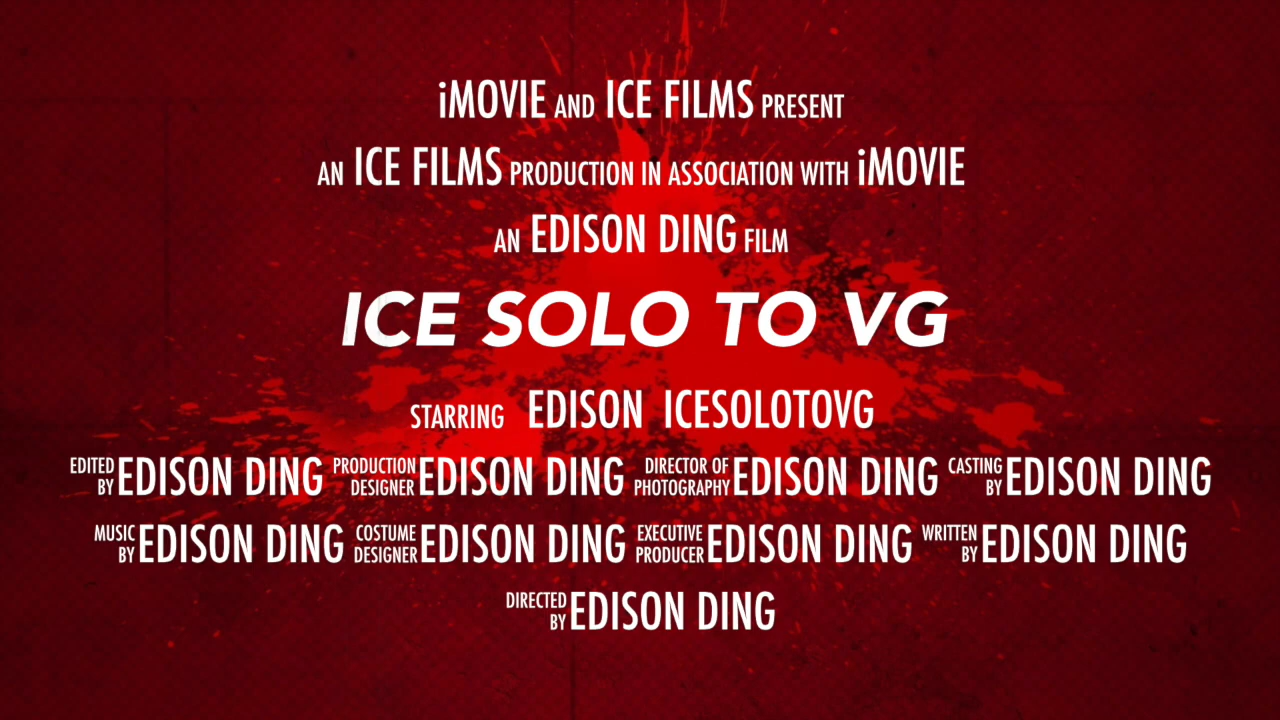 iMOVIE AND ICE FILMS PRESENT
AN ICE FILMS PRODUCTION IN ASSOCIATION WITH iMOVIE
AN EDISON DING FILM
ICE SOLO TO VG
STARRING EDISON ICESOLOTOVG
EDITED BY EDISON DING PRODUCTION DESIGNER EDISON DING DIRECTOR OF PHOTOGRAPHY EDISON DING CASTING BY EDISON DING
MUSIC BY EDISON DING COSTUME DESIGNER EDISON DING EXECUTIVE PRODUCER EDISON DING WRITTEN BY EDISON DING
DIRECTED BY EDISON DING